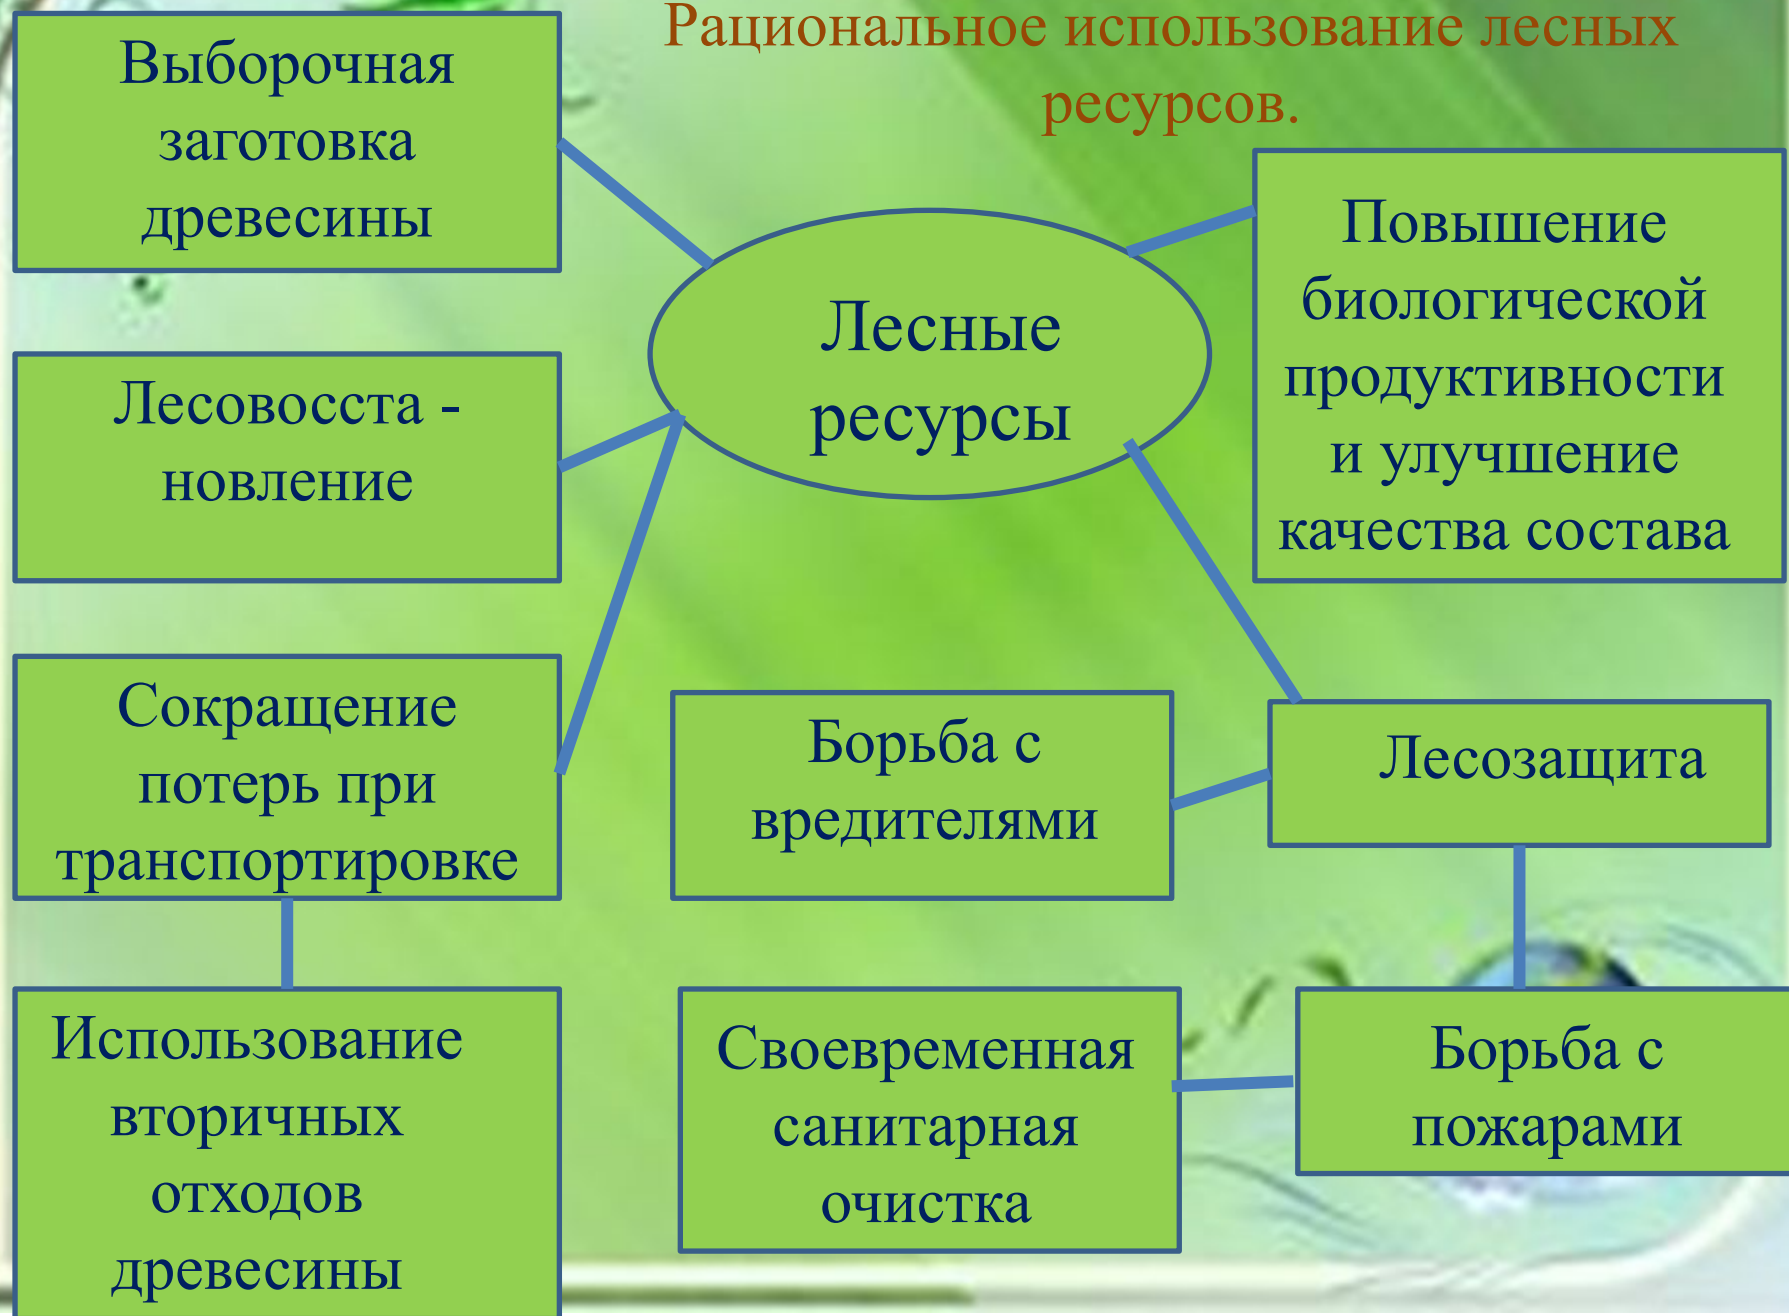 Рациональное использование лесных
ресурсов.
Выборочная
заготовка
древесины
Лесные
ресурсы
Повышение
биологической
продуктивности
и улучшение
качества состава
Лесовосста -
новление
Сокращение
потерь при
транспортировке
Борьба с
вредителями
Лесозащита
Использование
вторичных
отходов
древесины
Своевременная
санитарная
очистка
Борьба с
пожарами